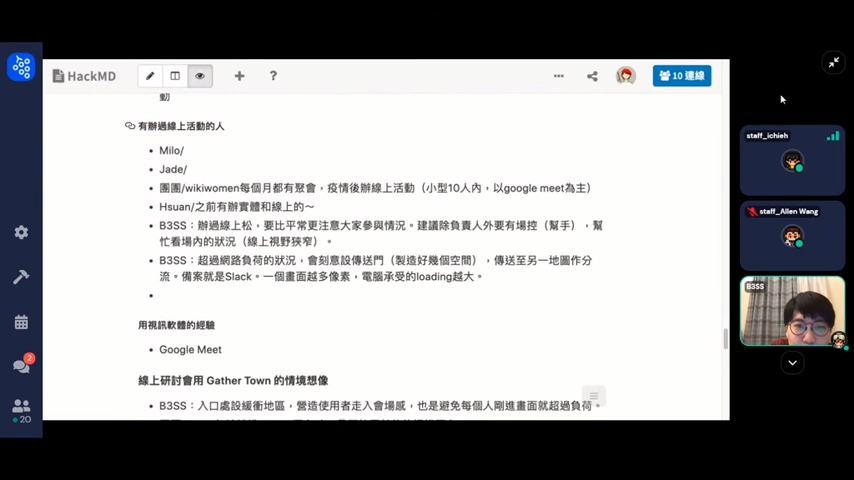 HackMD
?
10 連線
動
有辦過線上活動的人
Milo/
Jade/
團團/wikiwomen每個月都有聚會，疫情後辦線上活動（小型10人內，以google meet為主）
Hsuan/之前有辦實體和線上的～
B3SS：辦過線上松，要比平常更注意大家參與情況。建議除負責人外要有場控（幫手），幫
忙看場內的狀況（線上視野狹窄）。
B3SS：超過網路負荷的狀況，會刻意設傳送門（製造好幾個空間），傳送至另一地圖作分
流。備案就是Slack。一個畫面越多像素，電腦承受的loading越大。
用視訊軟體的經驗
Google Meet
線上研討會用 Gather Town 的情境想像
B3SS：入口處設緩衝地區，營造使用者走入會場感，也是避免每個人剛進畫面就超過負荷。
staff_ichieh
staff_Allen Wang
B3SS
2
20